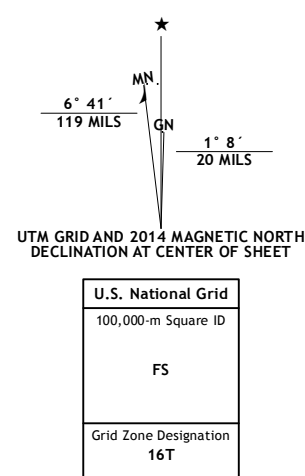 MN
6° 41´
119 MILS
GN
1° 8´
20 MILS
UTM GRID AND 2014 MAGNETIC NORTH
DECLINATION AT CENTER OF SHEET
U.S. National Grid
100,000-m Square ID
FS
Grid Zone Designation
16T